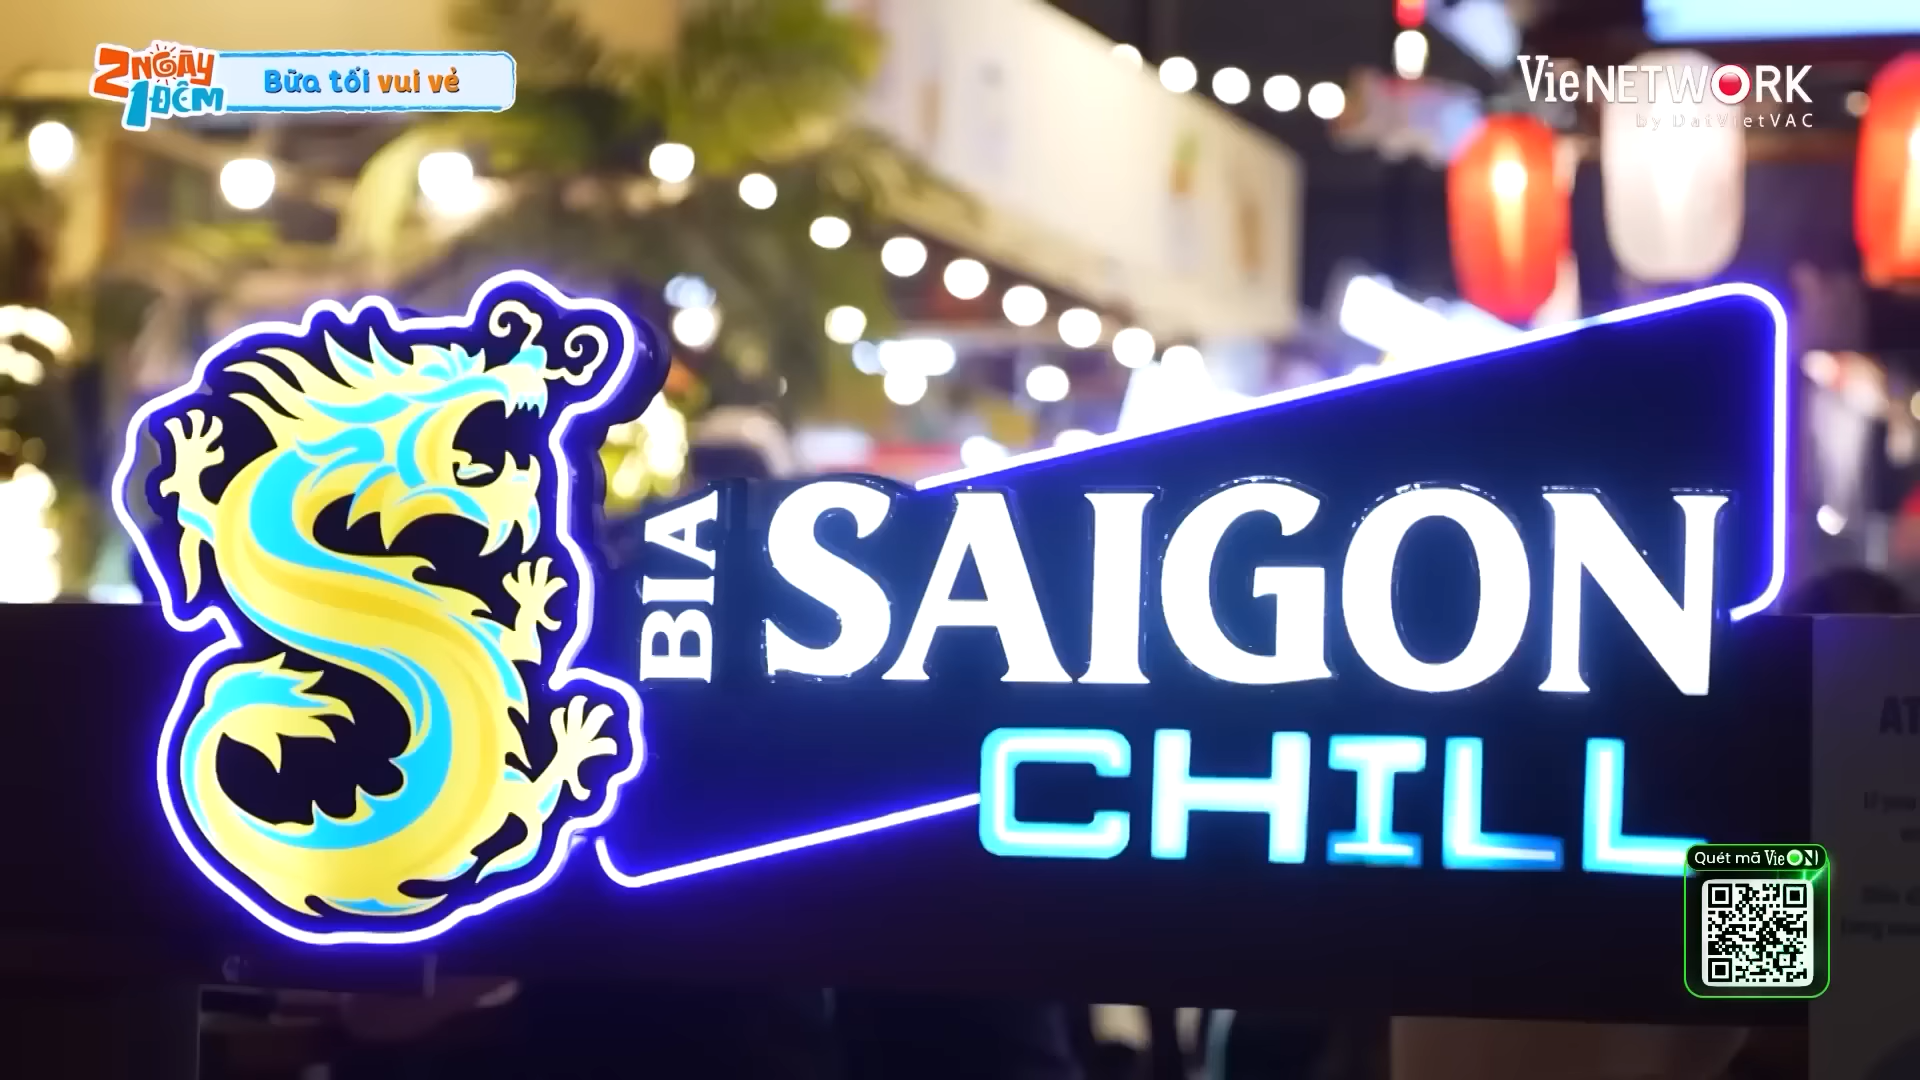 2 NGÀY 1 ĐÊM
Bữa tối vui vẻ
VieNETWORK
by DatVietVAC
BIA SAIGON
CHILL
Quét mã VieON